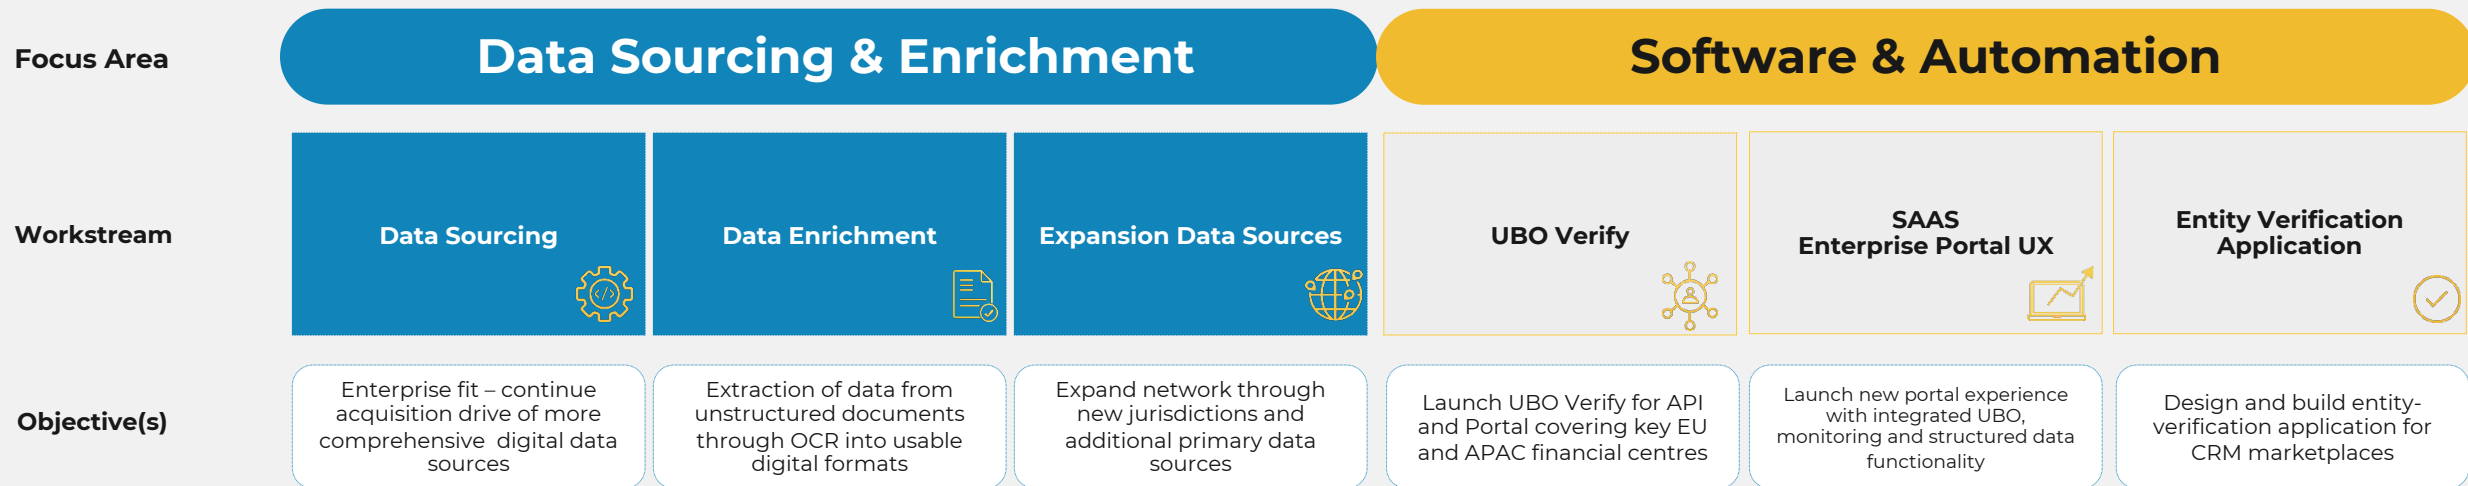 Focus Area
Data Sourcing & Enrichment
Software & Automation
Workstream
Data Sourcing
</>
Data Enrichment
Expansion Data Sources
UBO Verify
SAAS
Enterprise Portal UX
Entity Verification
Application
Objective(s)
Enterprise fit – continue
acquisition drive of more
comprehensive digital data
sources
Extraction of data from
unstructured documents
through OCR into usable
digital formats
Expand network through
new jurisdictions and
additional primary data
sources
Launch UBO Verify for API
and Portal covering key EU
and APAC financial centres
Launch new portal experience
with integrated UBO,
monitoring and structured data
functionality
Design and build entity-
verification application for
CRM marketplaces